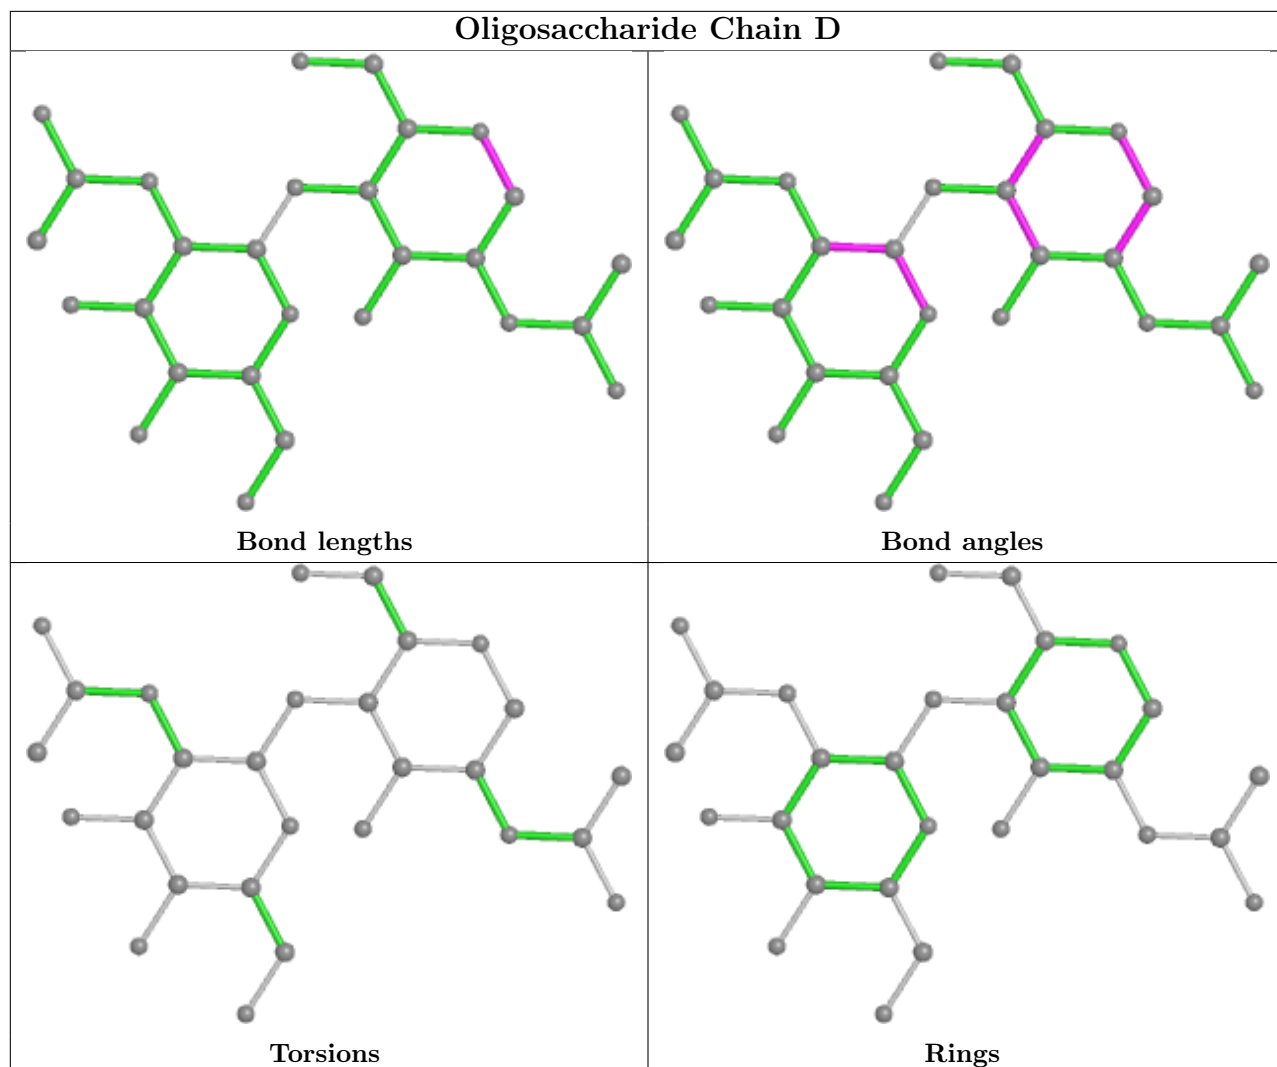 Oligosaccharide Chain D
Bond lengths
Bond angles
Torsions
Rings